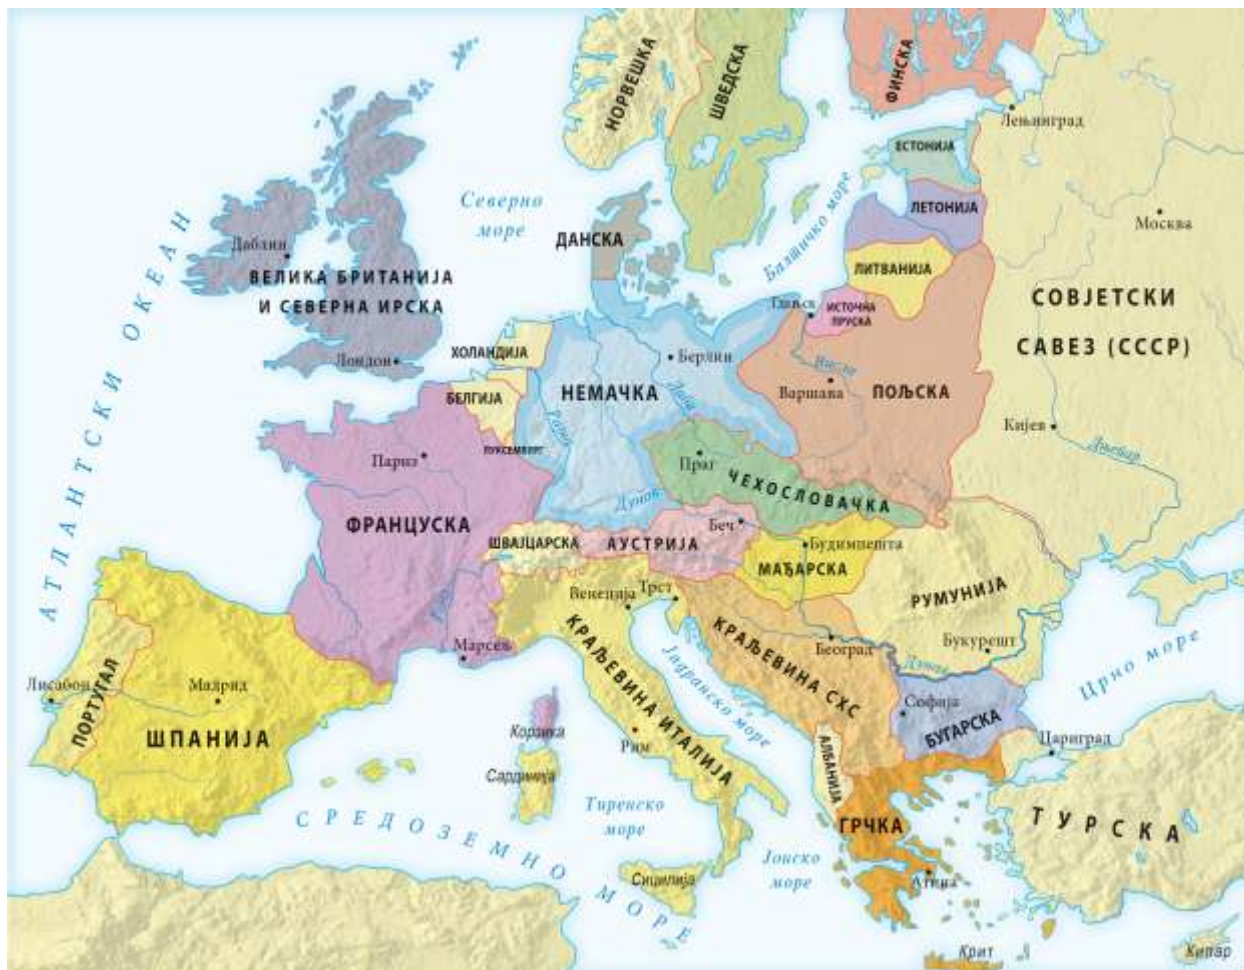 НОРВЕШКА
ШВЕДСКА
ФИНСКА
Лењинград
ЕСТОНИЈА
ЛЕТОНИЈА
Москва
Северно
море
Балтичко море
ДАНСКА
Даблин
ВЕЛИКА БРИТАНИЈА
И СЕВЕРНА ИРСКА
ЛИТВАНИЈА
Гдањск
ИСТОЧНА
ПРУСКА
СОВЈЕТСКИ
САВЕЗ (СССР)
АТЛАНТСКИ ОКЕАН
Лондон
ХОЛАНДИЈА
Берлин
НЕМАЧКА
Лаба
Висла
Варшава
ПОЉСКА
БЕЛГИЈА
Рајна
Кијев
Дњепар
ЛУКСЕМБУРГ
Париз
Праг
ЧЕХОСЛОВАЧКА
Дунав
ФРАНЦУСКА
Беч
ШВАЈЦАРСКА
АУСТРИЈА
Будимпешта
МАЂАРСКА
РУМУНИЈА
Венеција
Трст
Рона
Марсеј
КРАЉЕВИНА СХС
Београд
Букурешт
Дунав
Црно море
КРАЉЕВИНА ИТАЛИЈА
Јадранско море
Лисабон
ПОРТУГАЛ
Мадрид
ШПАНИЈА
Софија
БУГАРСКА
Цариград
Корзика
Рим
АЛБАНИЈА
Сардинија
Тиренско
море
ГРЧКА
ТУРСКА
СРЕДОЗЕМНО МОРЕ
Јонско
море
Сицилија
Атина
Крит
Кипар